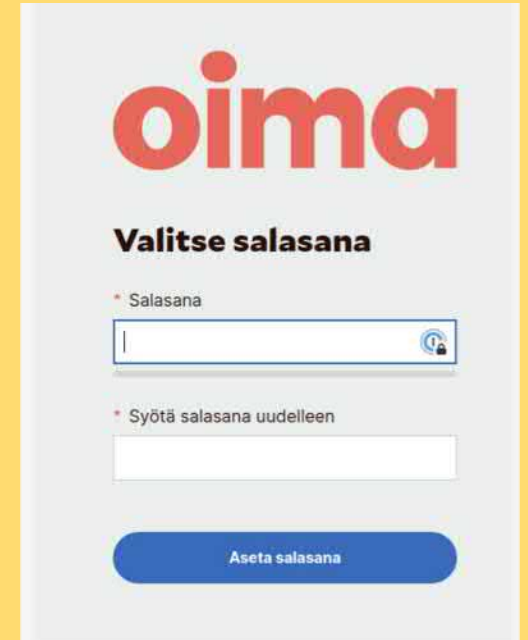 oima
Valitse salasana
* Salasana
* Syötä salasana uudelleen
Aseta salasana